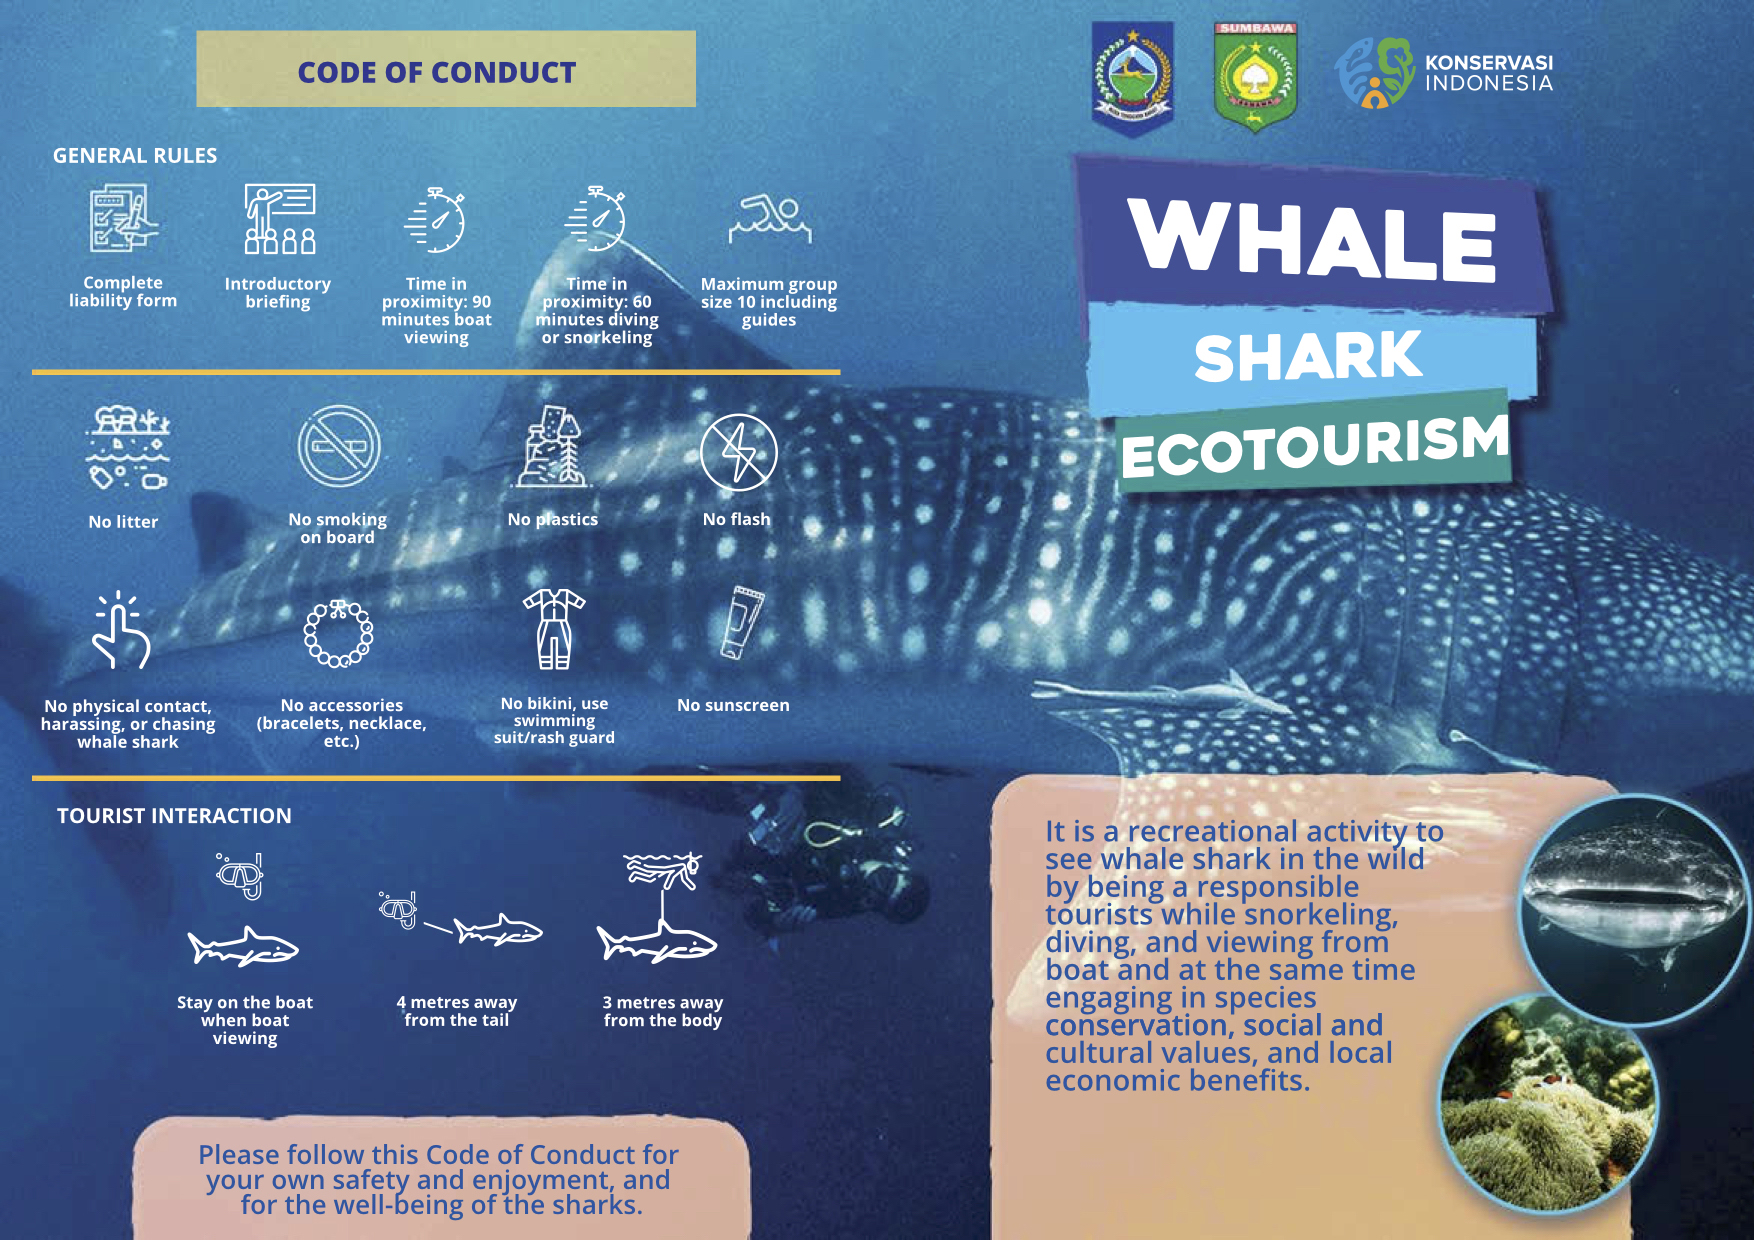 CODE OF CONDUCT
GENERAL RULES
Complete
liability form
Introductory
briefing
Time in
proximity: 90
minutes boat
viewing
Time in
proximity: 60
minutes diving
or snorkeling
Maximum group
size 10 including
guides
No litter
No smoking
on board
No plastics
No flash
No physical contact,
harassing, or chasing
whale shark
No accessories
(bracelets, necklace,
etc.)
No bikini, use
swimming
suit/rash guard
No sunscreen
TOURIST INTERACTION
Stay on the boat
when boat
viewing
4 metres away
from the tail
3 metres away
from the body
Please follow this Code of Conduct for
your own safety and enjoyment, and
for the well-being of the sharks.
SUMBAWA
KONSERVASI
INDONESIA
WHALE
SHARK
ECOTOURISM
It is a recreational activity to
see whale shark in the wild
by being a responsible
tourists while snorkeling,
diving, and viewing from
boat and at the same time
engaging in species
conservation, social and
cultural values, and local
economic benefits.